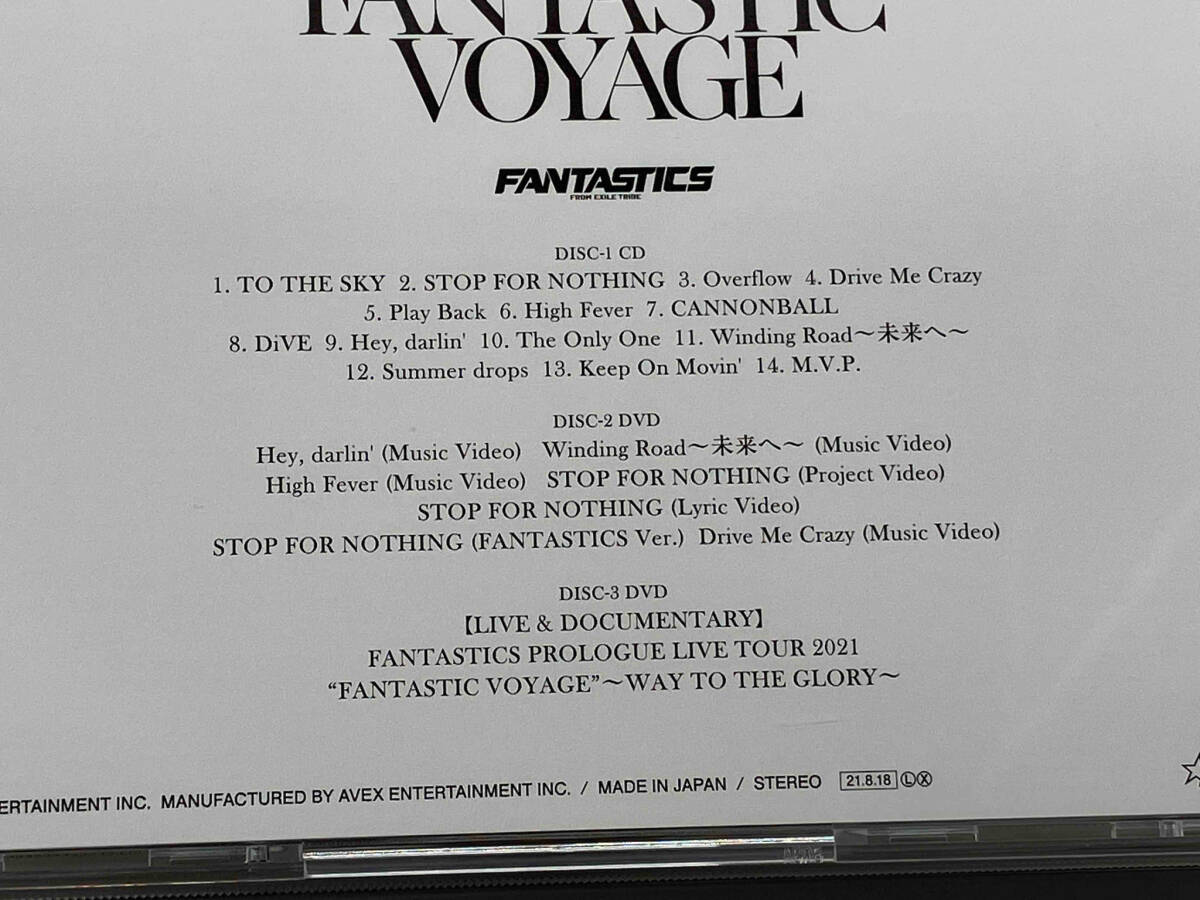 FANTASTIC
VOYAGE
FANTASTICS
FROM EXILE TRIBE
DISC-1 CD
1. TO THE SKY 2. STOP FOR NOTHING 3. Overflow 4. Drive Me Crazy
5. Play Back 6. High Fever 7. CANNONBALL
8. DiVE 9. Hey, darlin' 10. The Only One 11. Winding Road〜未来へ〜
12. Summer drops 13. Keep On Movin' 14. M.V.P.
DISC-2 DVD
Hey, darlin' (Music Video) Winding Road〜未来へ〜 (Music Video)
High Fever (Music Video) STOP FOR NOTHING (Project Video)
STOP FOR NOTHING (Lyric Video)
STOP FOR NOTHING (FANTASTICS Ver.) Drive Me Crazy (Music Video)
DISC-3 DVD
【LIVE & DOCUMENTARY】
FANTASTICS PROLOGUE LIVE TOUR 2021
“FANTASTIC VOYAGE”〜WAY TO THE GLORY〜
ERTAINMENT INC. MANUFACTURED BY AVEX ENTERTAINMENT INC. / MADE IN JAPAN / STEREO 21.8.18 ⓁⓍ